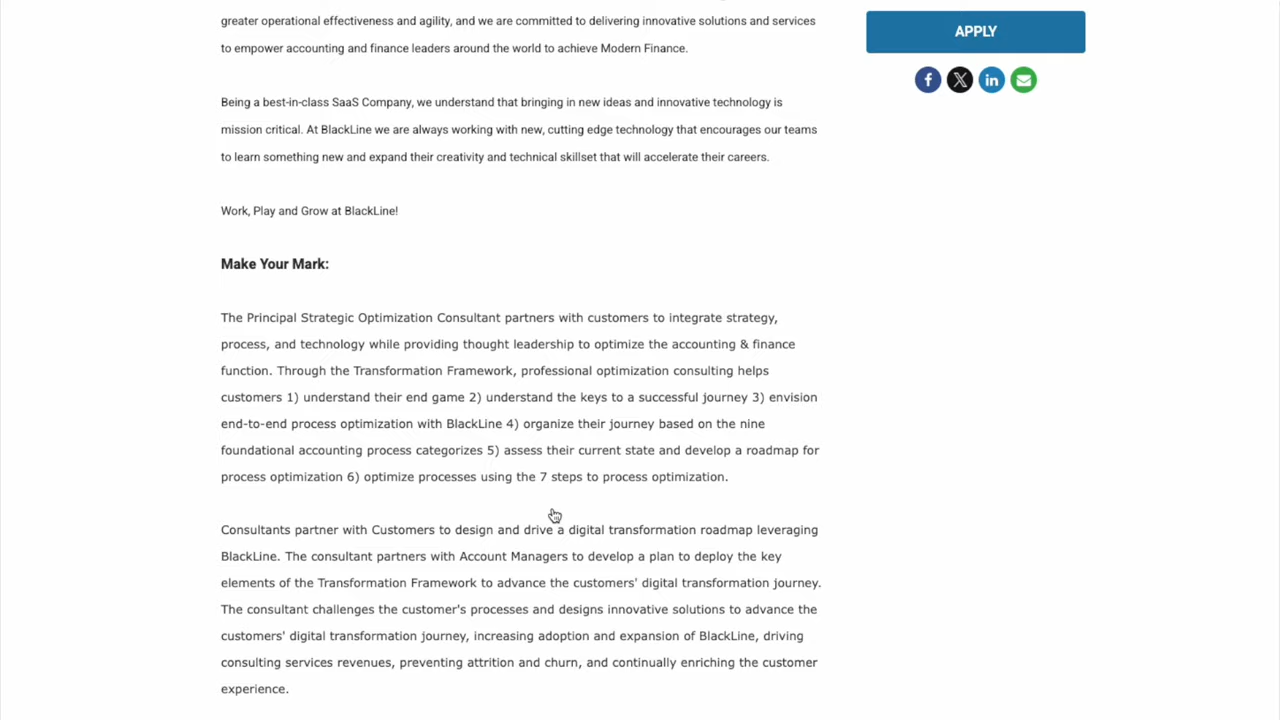 greater operational effectiveness and agility, and we are committed to delivering innovative solutions and services
to empower accounting and finance leaders around the world to achieve Modern Finance.
Being a best-in-class SaaS Company, we understand that bringing in new ideas and innovative technology is
mission critical. At BlackLine we are always working with new, cutting edge technology that encourages our teams
to learn something new and expand their creativity and technical skillset that will accelerate their careers.
Work, Play and Grow at BlackLine!
Make Your Mark:
The Principal Strategic Optimization Consultant partners with customers to integrate strategy,
process, and technology while providing thought leadership to optimize the accounting & finance
function. Through the Transformation Framework, professional optimization consulting helps
customers 1) understand their end game 2) understand the keys to a successful journey 3) envision
end-to-end process optimization with BlackLine 4) organize their journey based on the nine
foundational accounting process categorizes 5) assess their current state and develop a roadmap for
process optimization 6) optimize processes using the 7 steps to process optimization.
Consultants partner with Customers to design and drive a digital transformation roadmap leveraging
BlackLine. The consultant partners with Account Managers to develop a plan to deploy the key
elements of the Transformation Framework to advance the customers' digital transformation journey.
The consultant challenges the customer's processes and designs innovative solutions to advance the
customers' digital transformation journey, increasing adoption and expansion of BlackLine, driving
consulting services revenues, preventing attrition and churn, and continually enriching the customer
experience.
APPLY